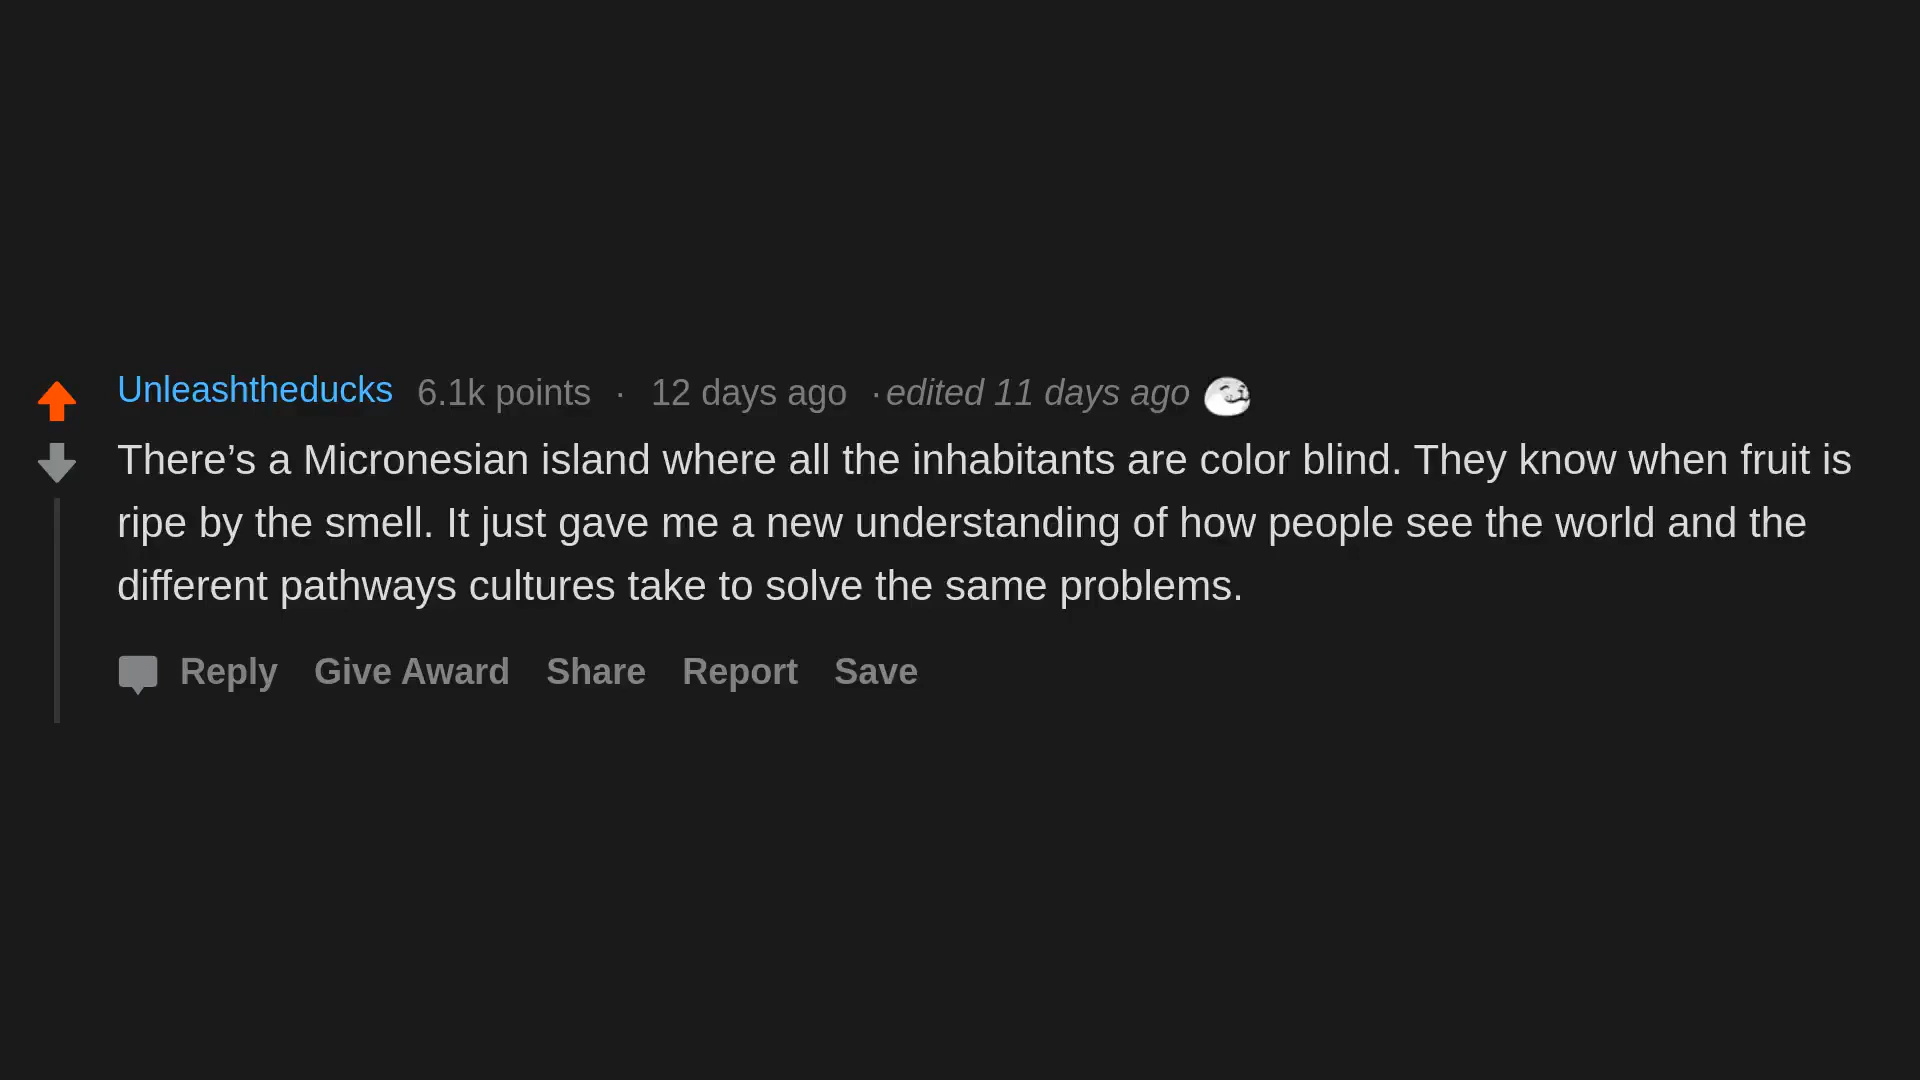 Unleashtheducks 6.1k points · 12 days ago · edited 11 days ago
There’s a Micronesian island where all the inhabitants are color blind. They know when fruit is
ripe by the smell. It just gave me a new understanding of how people see the world and the
different pathways cultures take to solve the same problems.
Reply Give Award Share Report Save